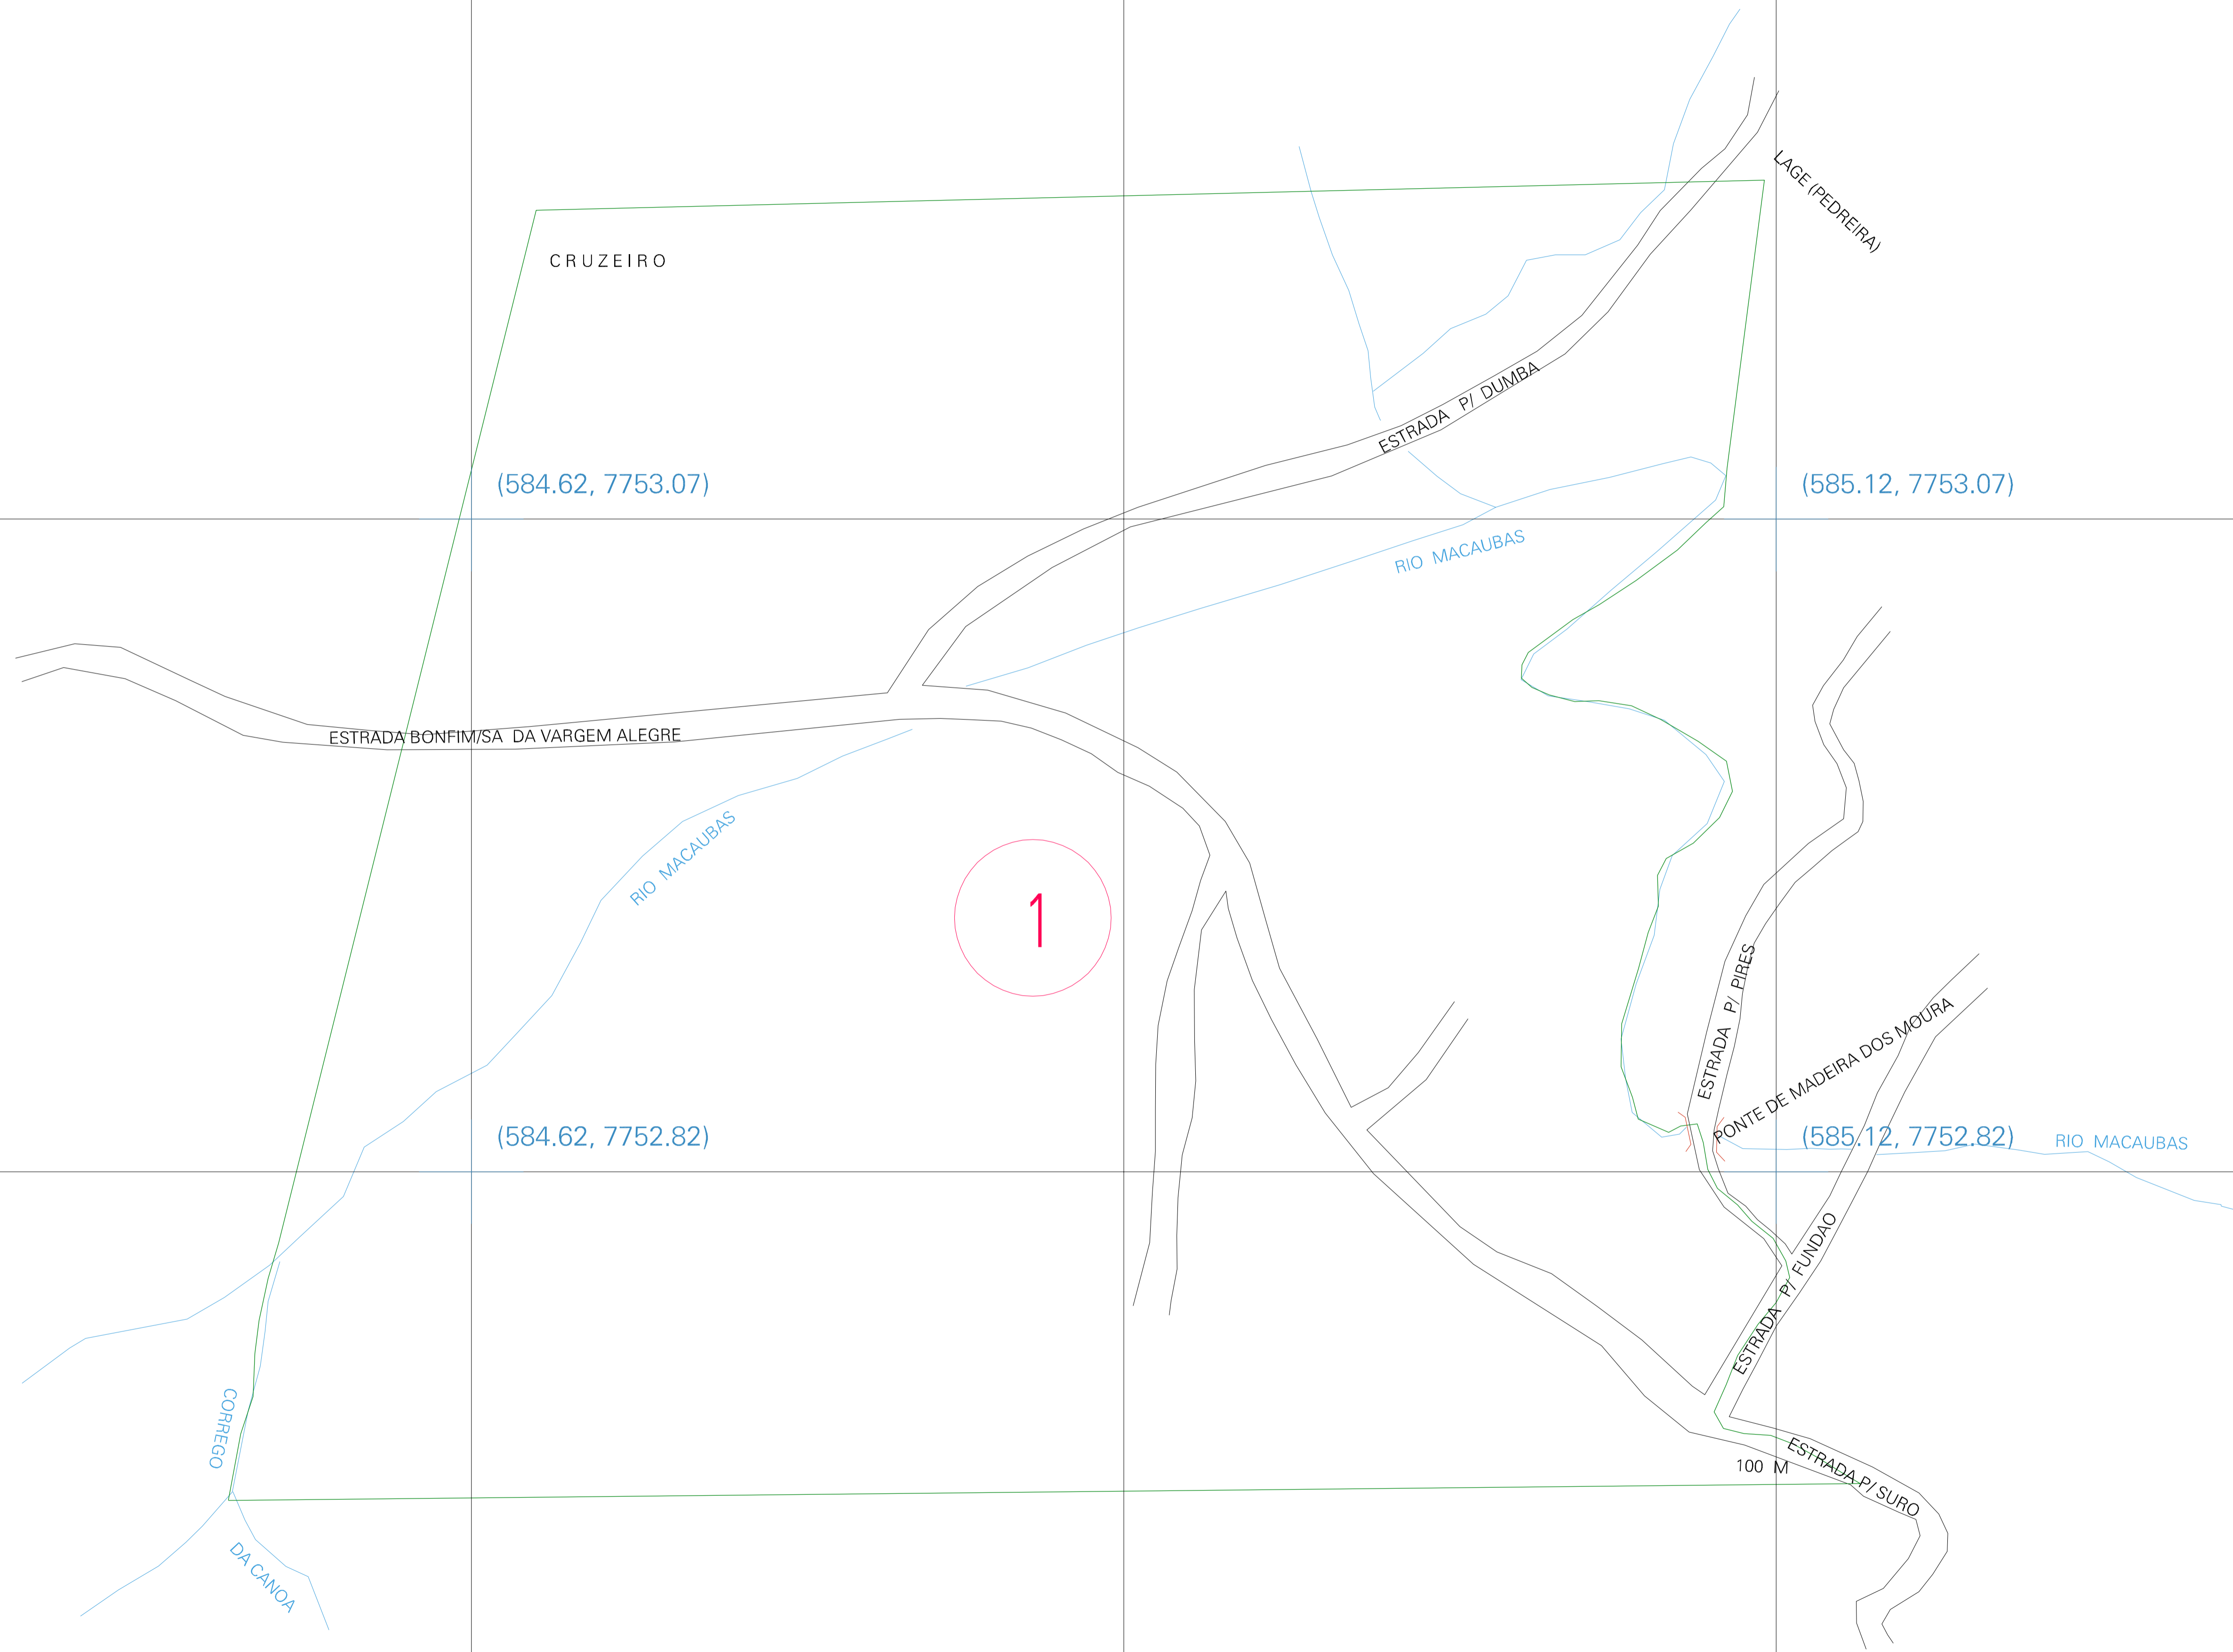 LAGE (PEDREIRA)
CRUZEIRO
ESTRADA P/ DUMBA
(584.62, 7753.07)
(585.12, 7753.07)
RIO MACAUBAS
ESTRADA BONFIM/SA DA VARGEM ALEGRE
RIO MACAUBAS
1
ESTRADA P/ PIRES
PONTE DE MADEIRA DOS MOURA
(584.62, 7752.82)
(585.12, 7752.82)
RIO MACAUBAS
ESTRADA P/ FUNDAO
CORREGO
DA CANOA
100 M
ESTRADA P/ SURO